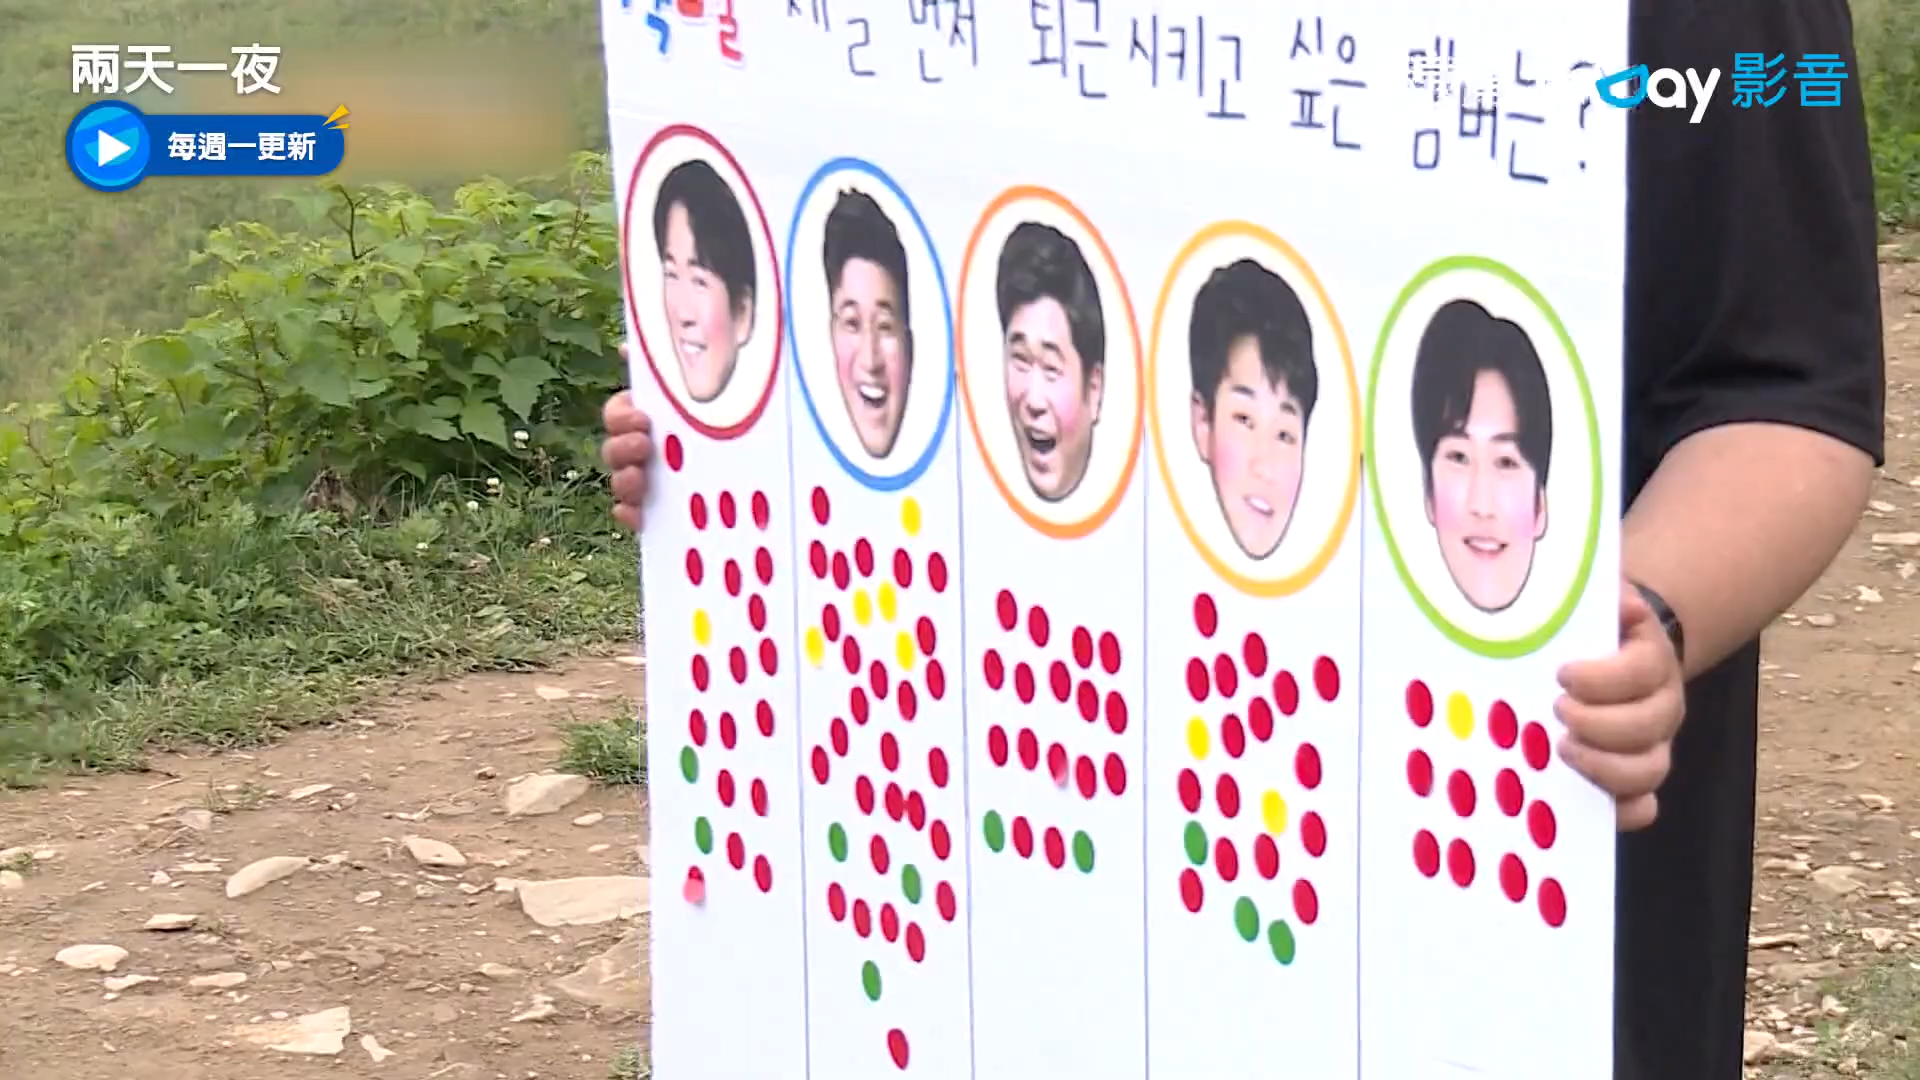 兩天一夜
每週一更新
제일 먼저 퇴근시키고 싶은 멤버는?
day 影音